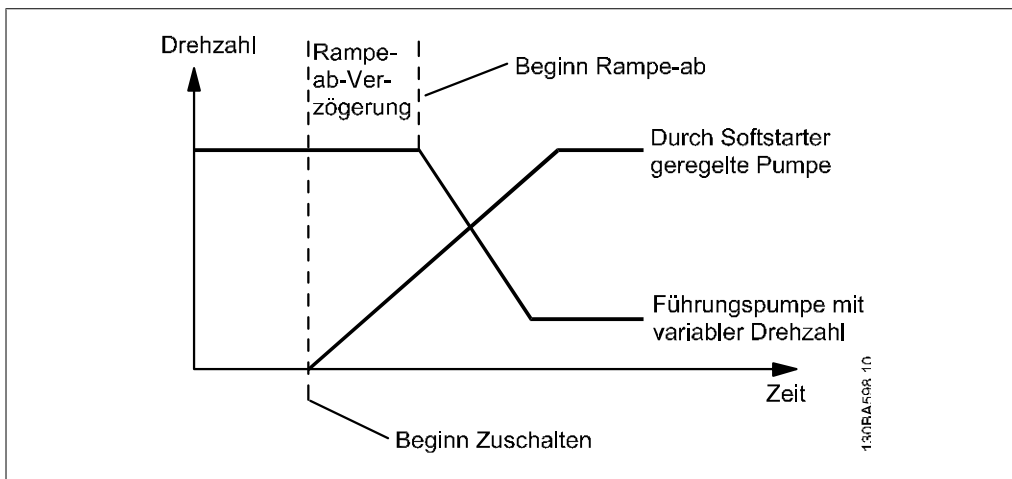 Drehzahl
Rampe-
ab-Ver-
zögerung
Beginn Rampe-ab
Durch Softstarter
geregelte Pumpe
Führungspumpe mit
variabler Drehzahl
Zeit
Beginn Zuschalten
130BA598.10